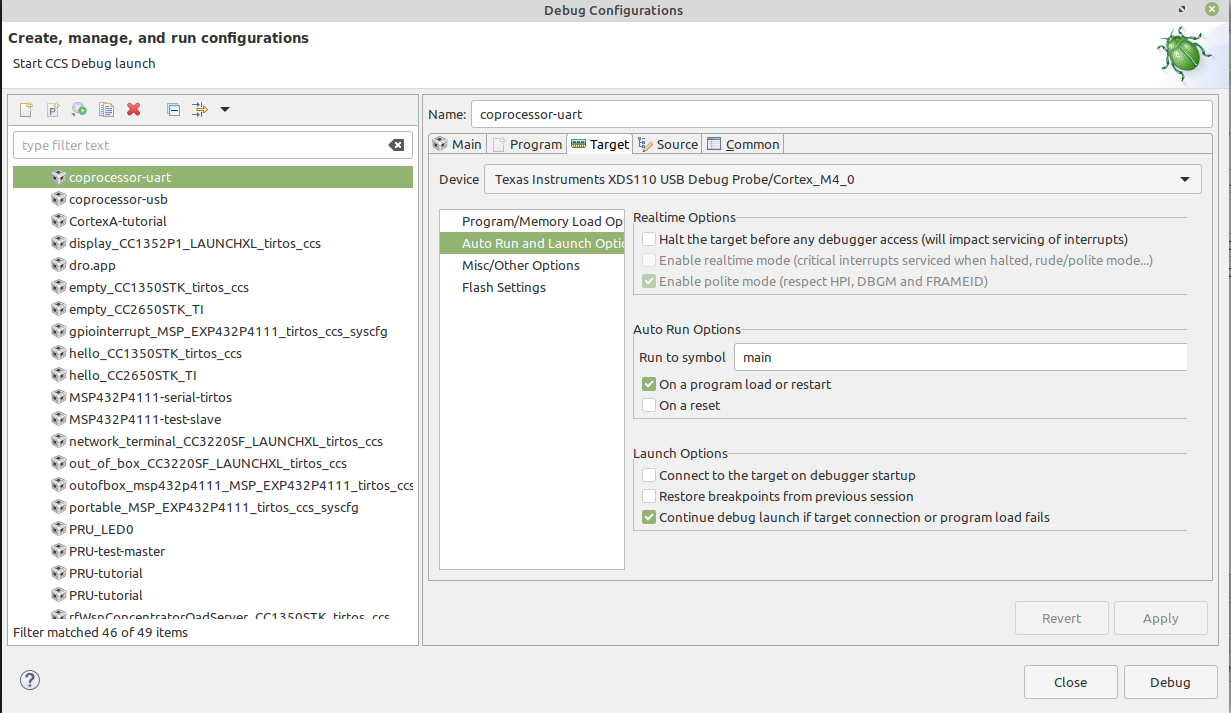 Debug Configurations
Create, manage, and run configurations
Start CCS Debug launch
type filter text
coprocessor-uart
coprocessor-usb
CortexA-tutorial
display_CC1352P1_LAUNCHXL_tirtos_ccs
dro.app
empty_CC1350STK_tirtos_ccs
empty_CC2650STK_TI
gpiointerrupt_MSP_EXP432P4111_tirtos_ccs_syscfg
hello_CC1350STK_tirtos_ccs
hello_CC2650STK_TI
MSP432P4111-serial-tirtos
MSP432P4111-test-slave
network_terminal_CC3220SF_LAUNCHXL_tirtos_ccs
out_of_box_CC3220SF_LAUNCHXL_tirtos_ccs
outofbox_msp432p4111_MSP_EXP432P4111_tirtos_ccs
portable_MSP_EXP432P4111_tirtos_ccs_syscfg
PRU_LED0
PRU-test-master
PRU-tutorial
PRU-tutorial
rfWsnConcentratorOadServer_CC1350STK_tirtos_ccs
Filter matched 46 of 49 items
Name: coprocessor-uart
Main Program Target Source Common
Device Texas Instruments XDS110 USB Debug Probe/Cortex_M4_0
Program/Memory Load Op
Auto Run and Launch Optio
Misc/Other Options
Flash Settings
Realtime Options
Halt the target before any debugger access (will impact servicing of interrupts)
Enable realtime mode (critical interrupts serviced when halted, rude/polite mode...)
Enable polite mode (respect HPI, DBGM and FRAMEID)
Auto Run Options
Run to symbol main
On a program load or restart
On a reset
Launch Options
Connect to the target on debugger startup
Restore breakpoints from previous session
Continue debug launch if target connection or program load fails
Revert Apply
? Close Debug